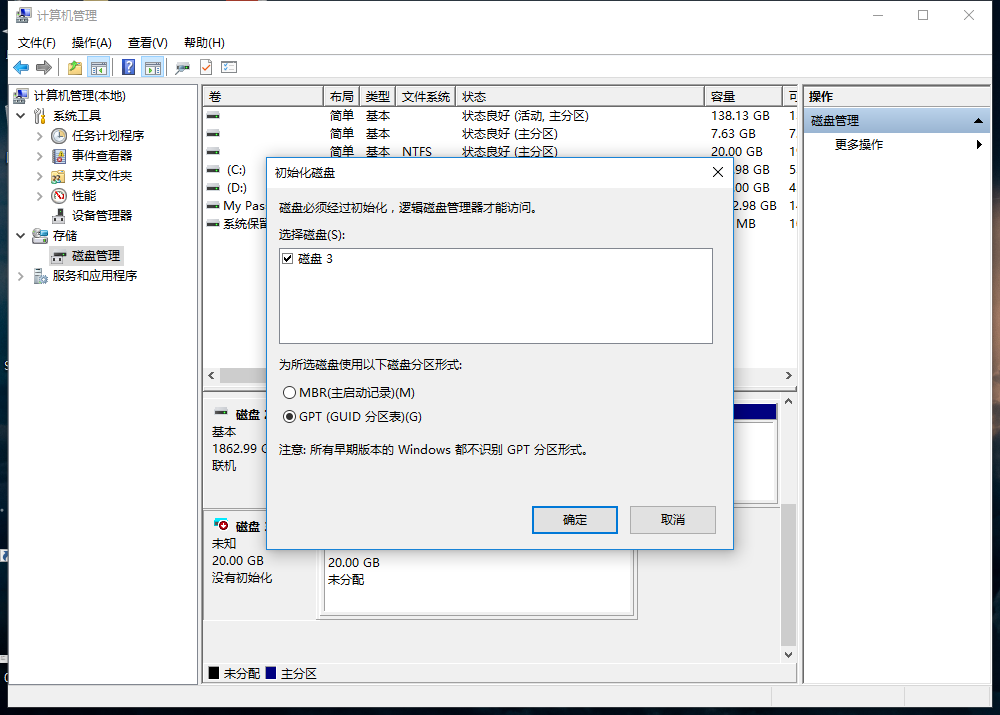 计算机管理
文件(F) 操作(A) 查看(V) 帮助(H)
计算机管理(本地)
系统工具
任务计划程序
事件查看器
共享文件夹
性能
设备管理器
存储
磁盘管理
服务和应用程序
卷 布局 类型 文件系统 状态 容量
简单 基本 状态良好 (活动, 主分区) 138.13 GB
简单 基本 状态良好 (主分区) 7.63 GB
简单 基本 NTFS 状态良好 (主分区) 20.00 GB
(C:) 98 GB
(D:) 00 GB
My Pas 2.98 GB
系统保留 MB
初始化磁盘
磁盘必须经过初始化，逻辑磁盘管理器才能访问。
选择磁盘(S):
磁盘 3
为所选磁盘使用以下磁盘分区形式:
MBR(主启动记录)(M)
GPT (GUID 分区表)(G)
注意: 所有早期版本的 Windows 都不识别 GPT 分区形式。
确定 取消
磁盘
基本
1862.99
联机
磁盘
未知
20.00 GB
没有初始化
20.00 GB
未分配
未分配 主分区
操作
磁盘管理
更多操作